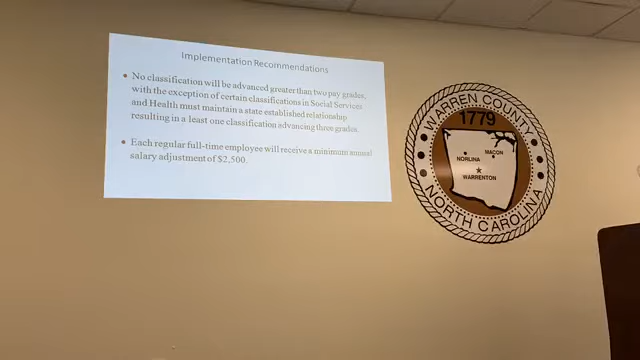 Implementation Recommendations
No classification will be advanced greater than two pay grades,
with the exception of certain classifications in Social Services
and Health must maintain a state established relationship
resulting in a least one classification advancing three grades.
Each regular full-time employee will receive a minimum annual
salary adjustment of $2,500.
WARREN COUNTY
1779
MACON
NORLINA
WARRENTON
NORTH CAROLINA